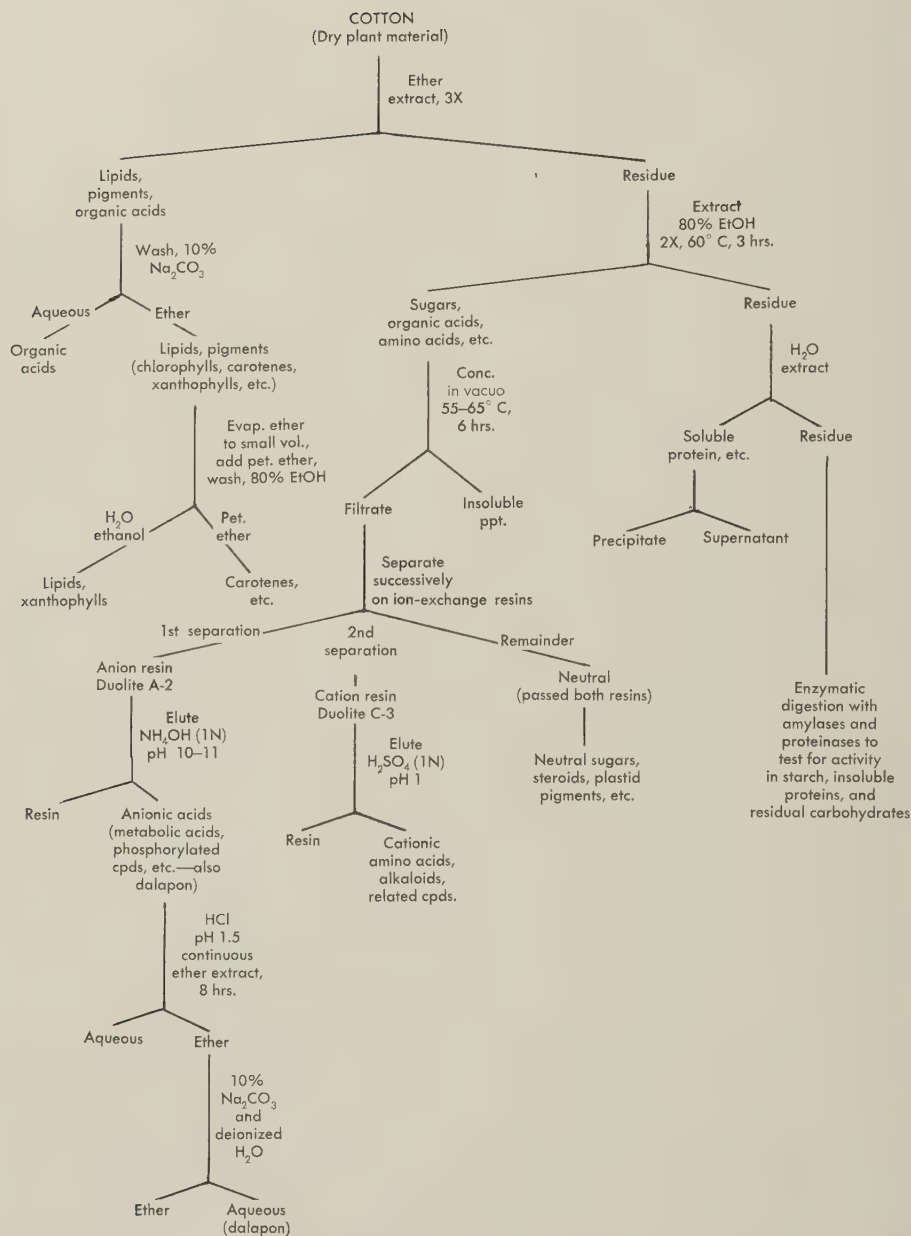 COTTON
(Dry plant material)
Ether
extract, 3X
Lipids,
pigments,
organic acids
Residue
Wash, 10%
Na₂CO₃
Extract
80% EtOH
2X, 60° C, 3 hrs.
Aqueous
Ether
Organic
acids
Lipids, pigments
(chlorophylls, carotenes,
xanthophylls, etc.)
Sugars,
organic acids,
amino acids, etc.
Residue
Conc.
in vacuo
55–65° C,
6 hrs.
H₂O
extract
Evap. ether
to small vol.,
add pet. ether,
wash, 80% EtOH
Soluble
protein, etc.
Residue
Filtrate
Insoluble
ppt.
H₂O
ethanol
Pet.
ether
Precipitate
Supernatant
Lipids,
xanthophylls
Carotenes,
etc.
Separate
successively
on ion-exchange resins
1st separation
2nd
separation
Remainder
Anion resin
Duolite A-2
Cation resin
Duolite C-3
Neutral
(passed both resins)
Enzymatic
digestion with
amylases and
proteinases to
test for activity
in starch, insoluble
proteins, and
residual carbohydrates
Elute
NH₄OH (1N)
pH 10–11
Elute
H₂SO₄ (1N)
pH 1
Neutral sugars,
steroids, plastid
pigments, etc.
Resin
Anionic acids
(metabolic acids,
phosphorylated
cpds, etc.—also
dalapon)
Resin
Cationic
amino acids,
alkaloids,
related cpds.
HCl
pH 1.5
continuous
ether extract,
8 hrs.
Aqueous
Ether
10%
Na₂CO₃
and
deionized
H₂O
Ether
Aqueous
(dalapon)